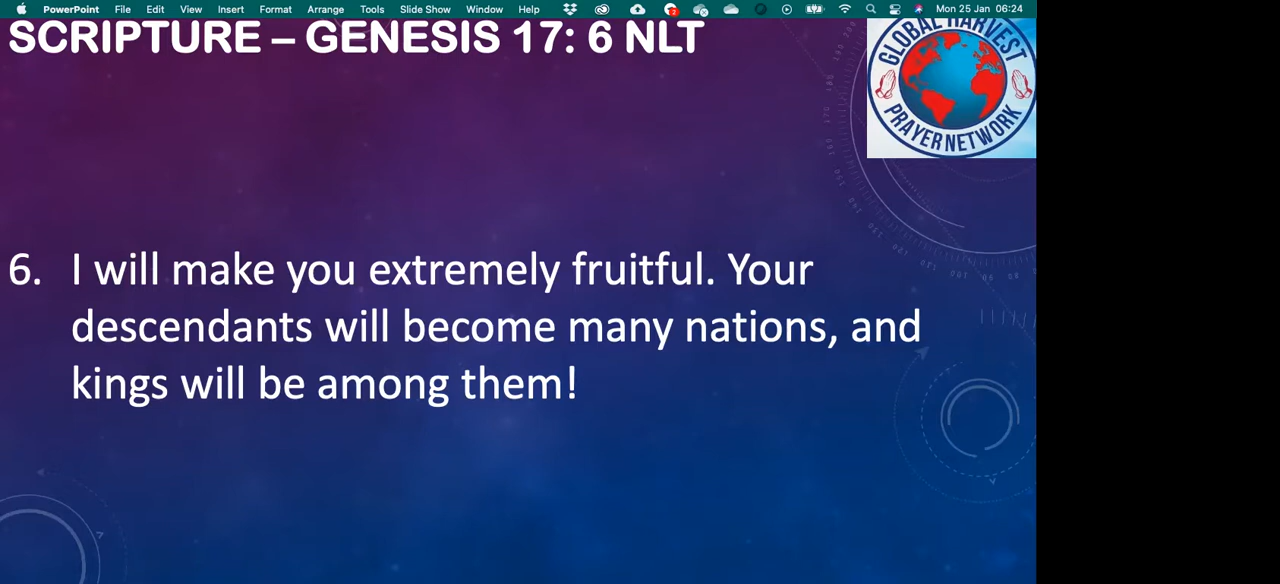 PowerPoint File Edit View Insert Format Arrange Tools Slide Show Window Help Mon 25 Jan 06:24
SCRIPTURE – GENESIS 17: 6 NLT
GLOBAL HARVEST
PRAYER NETWORK
6. I will make you extremely fruitful. Your
descendants will become many nations, and
kings will be among them!